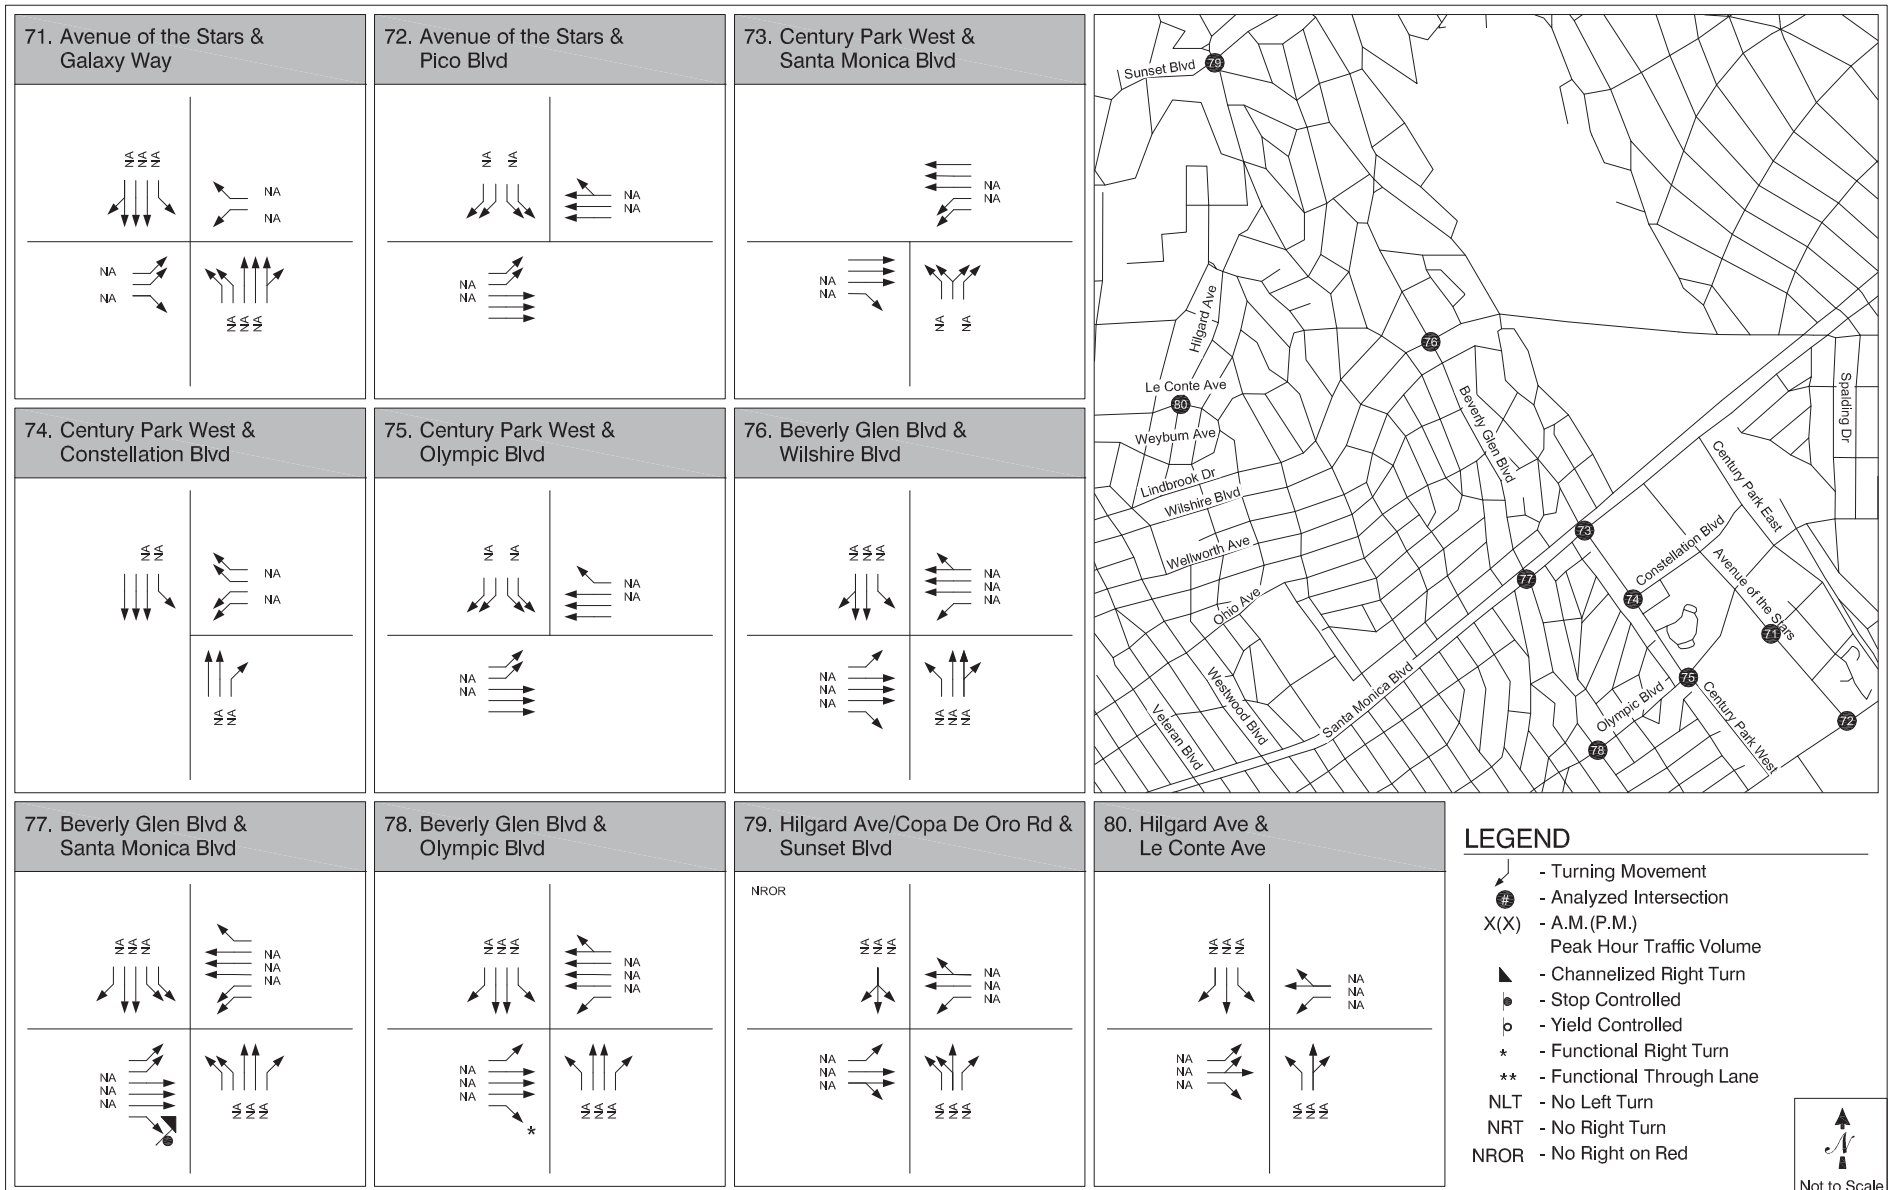 71. Avenue of the Stars &
Galaxy Way
NA NA NA
NA
NA
NA
NA
NA NA NA
72. Avenue of the Stars &
Pico Blvd
NA NA
NA
NA
NA
NA
73. Century Park West &
Santa Monica Blvd
NA
NA
NA
NA
NA NA
74. Century Park West &
Constellation Blvd
NA NA
NA
NA
NA NA
75. Century Park West &
Olympic Blvd
NA NA
NA
NA
NA
NA
76. Beverly Glen Blvd &
Wilshire Blvd
NA NA NA
NA
NA
NA
NA
NA
NA
NA NA NA
77. Beverly Glen Blvd &
Santa Monica Blvd
NA NA NA
NA
NA
NA
NA
NA
NA
NA NA NA
78. Beverly Glen Blvd &
Olympic Blvd
NA NA NA
NA
NA
NA
NA
NA
NA
*
NA NA NA
79. Hilgard Ave/Copa De Oro Rd &
Sunset Blvd
NROR
NA NA NA
NA
NA
NA
NA
NA
NA
NA NA NA
80. Hilgard Ave &
Le Conte Ave
NA NA NA
NA
NA
NA
NA
NA
NA
NA NA NA
Sunset Blvd
79
Hilgard Ave
76
Le Conte Ave
80
Weyburn Ave
Beverly Glen Blvd
Spalding Dr
Lindbrook Dr
Wilshire Blvd
Century Park East
Wellworth Ave
73
Constellation Blvd
Avenue of the Stars
77
74
Ohio Ave
71
Westwood Blvd
Santa Monica Blvd
75
Olympic Blvd
Century Park West
72
Veteran Blvd
78
LEGEND
- Turning Movement
# - Analyzed Intersection
X(X) - A.M.(P.M.)
Peak Hour Traffic Volume
- Channelized Right Turn
- Stop Controlled
- Yield Controlled
* - Functional Right Turn
** - Functional Through Lane
NLT - No Left Turn
NRT - No Right Turn
NROR - No Right on Red
N
Not to Scale